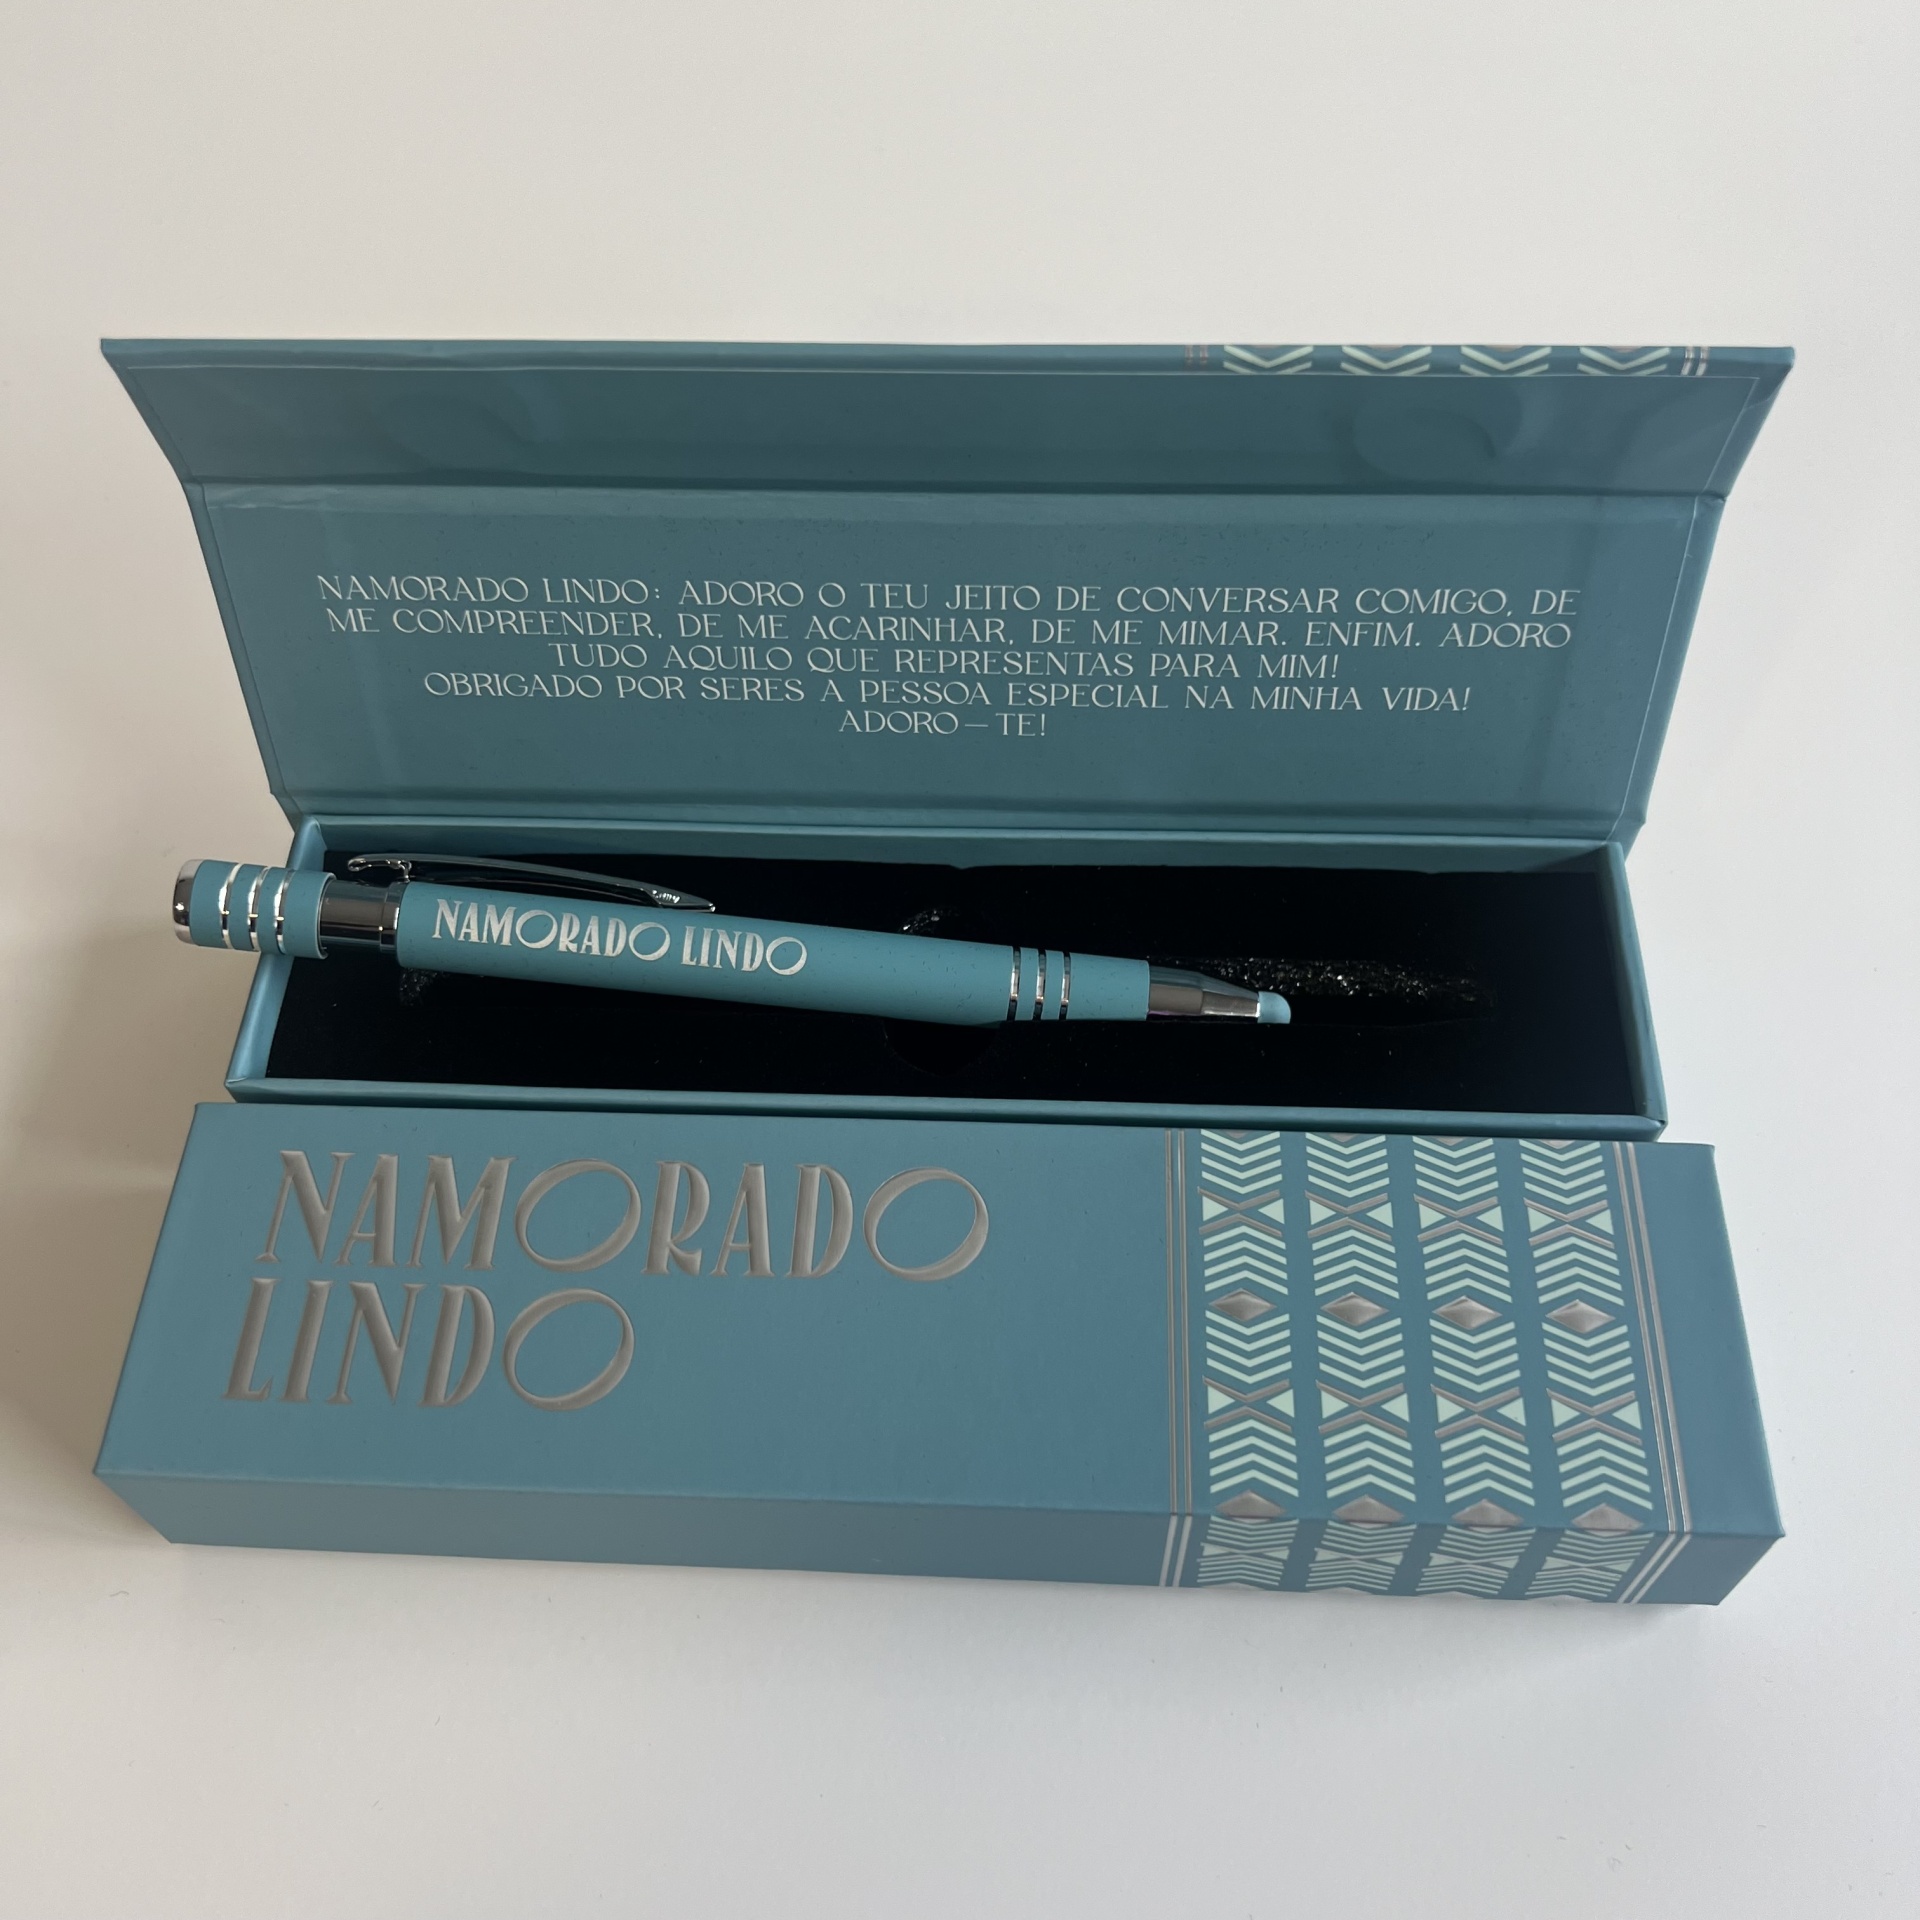 NAMORADO LINDO: ADORO O TEU JEITO DE CONVERSAR COMIGO, DE
ME COMPREENDER, DE ME ACARINHAR, DE ME MIMAR. ENFIM. ADORO
TUDO AQUILO QUE REPRESENTAS PARA MIM!
OBRIGADO POR SERES A PESSOA ESPECIAL NA MINHA VIDA!
ADORO-TE!
NAMORADO LINDO
NAMORADO
LINDO